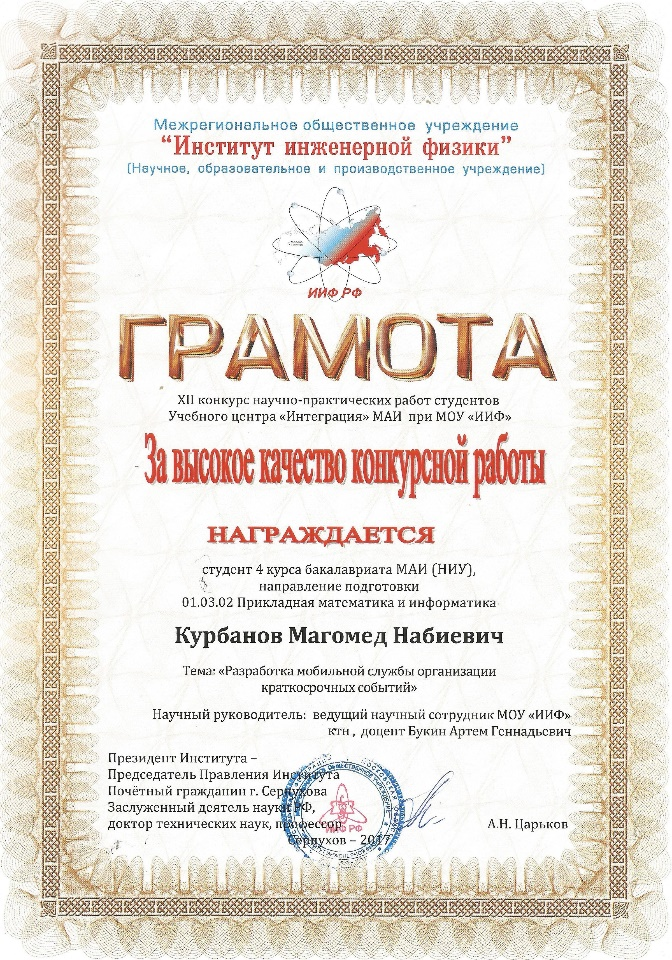 Межрегиональное общественное учреждение
“Институт инженерной физики”
(Научное, образовательное и производственное учреждение)
ИИФ РФ
ГРАМОТА
XII конкурс научно-практических работ студентов
Учебного центра «Интеграция» МАИ при МОУ «ИИФ»
За высокое качество конкурсной работы
НАГРАЖДАЕТСЯ
студент 4 курса бакалавриата МАИ (НИУ),
направление подготовки
01.03.02 Прикладная математика и информатика
Курбанов Магомед Набиевич
Тема: «Разработка мобильной службы организации
краткосрочных событий»
Научный руководитель: ведущий научный сотрудник МОУ «ИИФ»
ктн , доцент Букин Артем Геннадьевич
Президент Института –
Председатель Правления Института
Почётный гражданин г. Серпухова
Заслуженный деятель науки РФ,
доктор технических наук, профессор
А.Н. Царьков
ИИФ РФ
Серпухов – 2017